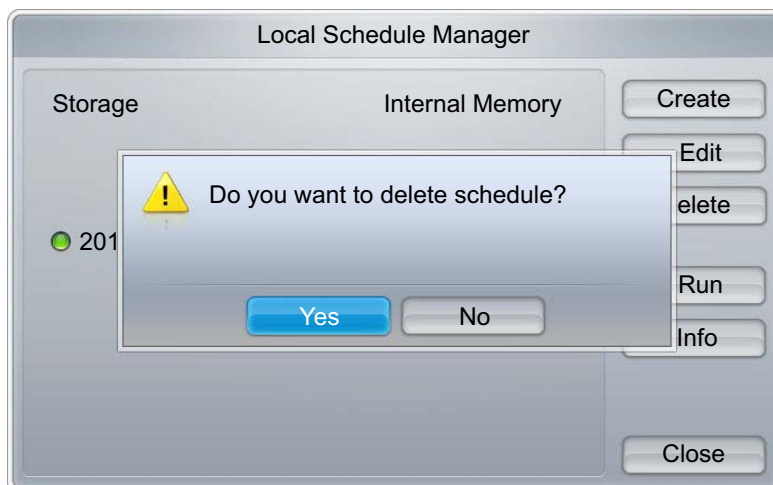 Local Schedule Manager
Storage Internal Memory
Create
Edit
Do you want to delete schedule?
elete
201
Run
Yes No
Info
Close